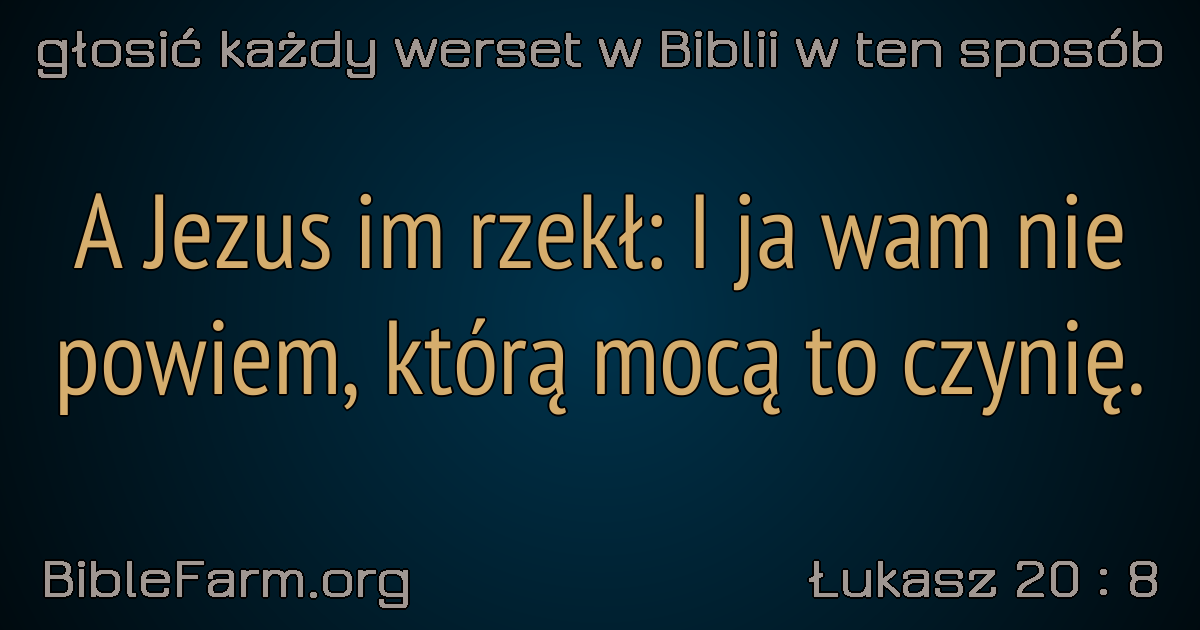 głosić każdy werset w Biblii w ten sposób
A Jezus im rzekł: I ja wam nie
powiem, którą mocą to czynię.
BibleFarm.org
Łukasz 20 : 8